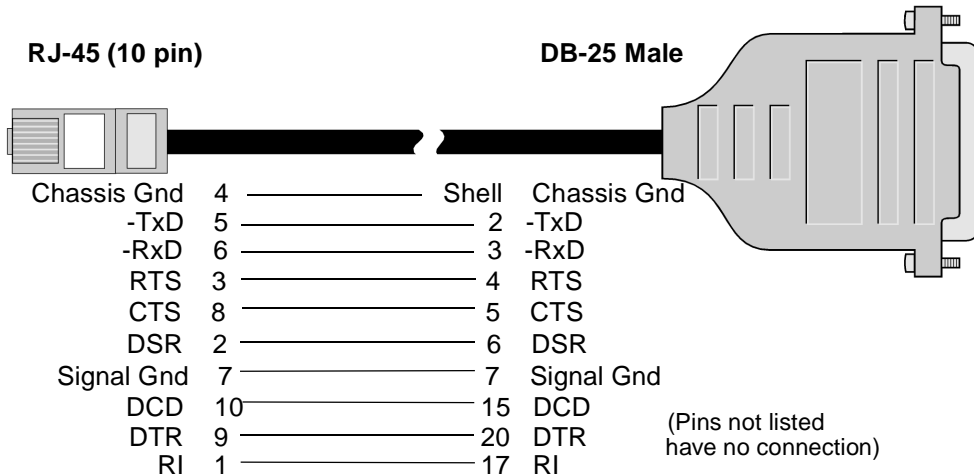 RJ-45 (10 pin) DB-25 Male
Chassis Gnd 4 Shell Chassis Gnd
-TxD 5 2 -TxD
-RxD 6 3 -RxD
RTS 3 4 RTS
CTS 8 5 CTS
DSR 2 6 DSR
Signal Gnd 7 7 Signal Gnd
DCD 10 15 DCD
DTR 9 20 DTR
RI 1 17 RI
(Pins not listed
have no connection)